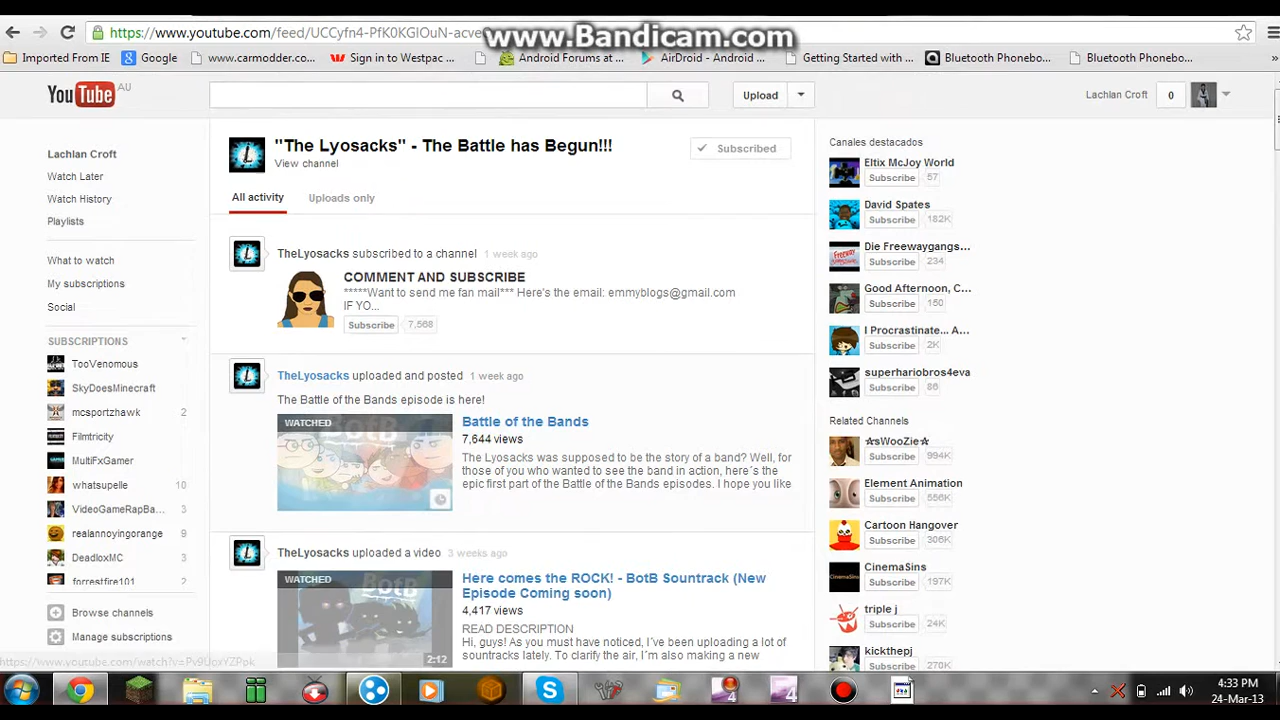 https://www.youtube.com/feed/UCCyfn4-PfK0KGIOuN-acve
www.Bandicam.com
Imported From IE
Google
www.carmodder.co...
Sign in to Westpac ...
Android Forums at ...
AirDroid - Android ...
Getting Started with ...
Bluetooth Phonebo...
Bluetooth Phonebo...
YouTube AU
Upload
Lachlan Croft
0
Lachlan Croft
Watch Later
Watch History
Playlists
What to watch
My subscriptions
Social
SUBSCRIPTIONS
TooVenomous
SkyDoesMinecraft
mcsportzhawk 2
Filmtricity
MultiFxGamer
whatsupelle 10
VideoGameRapBa... 3
realannoyingorange 9
DeadloxMC 3
forrestfire101 2
Browse channels
Manage subscriptions
"The Lyosacks" - The Battle has Begun!!!
View channel
Subscribed
All activity
Uploads only
TheLyosacks subscribed to a channel 1 week ago
COMMENT AND SUBSCRIBE
*****Want to send me fan mail*** Here's the email: emmyblogs@gmail.com
IF YO...
Subscribe 7,568
TheLyosacks uploaded and posted 1 week ago
The Battle of the Bands episode is here!
WATCHED
Battle of the Bands
7,644 views
The Lyosacks was supposed to be the story of a band? Well, for
those of you who wanted to see the band in action, here´s the
epic first part of the Battle of the Bands episodes. I hope you like
TheLyosacks uploaded a video 3 weeks ago
WATCHED
BotB
2:12
Here comes the ROCK! - BotB Sountrack (New
Episode Coming soon)
4,417 views
READ DESCRIPTION
Hi, guys! As you must have noticed, I´ve been uploading a lot of
sountracks lately. To clarify the air, I´m also making a new
Canales destacados
Eltix McJoy World
Subscribe 57
David Spates
Subscribe 182K
Die Freewaygangs...
Subscribe 234
Good Afternoon, C...
Subscribe 150
I Procrastinate... A...
Subscribe 2K
superhariobros4eva
Subscribe 86
Related Channels
☆sWooZie☆
Subscribe 994K
Element Animation
Subscribe 556K
Cartoon Hangover
Subscribe 306K
CinemaSins
Subscribe 197K
triple j
Subscribe 24K
kickthepj
Subscribe 270K
4:33 PM
24-Mar-13